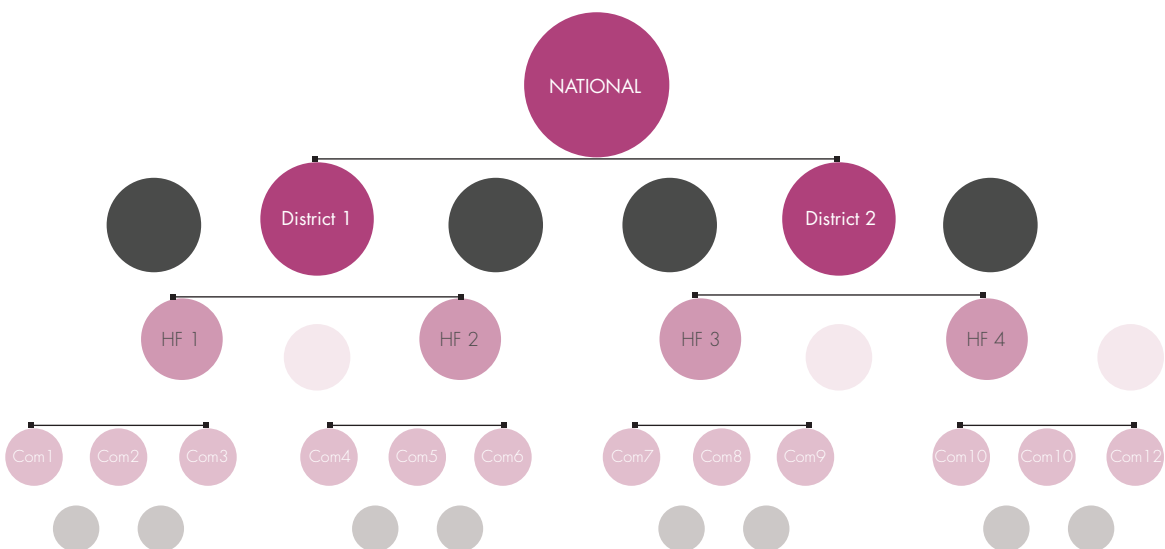 NATIONAL
District 1
District 2
HF 1
HF 2
HF 3
HF 4
Com1
Com2
Com3
Com4
Com5
Com6
Com7
Com8
Com9
Com10
Com10
Com12